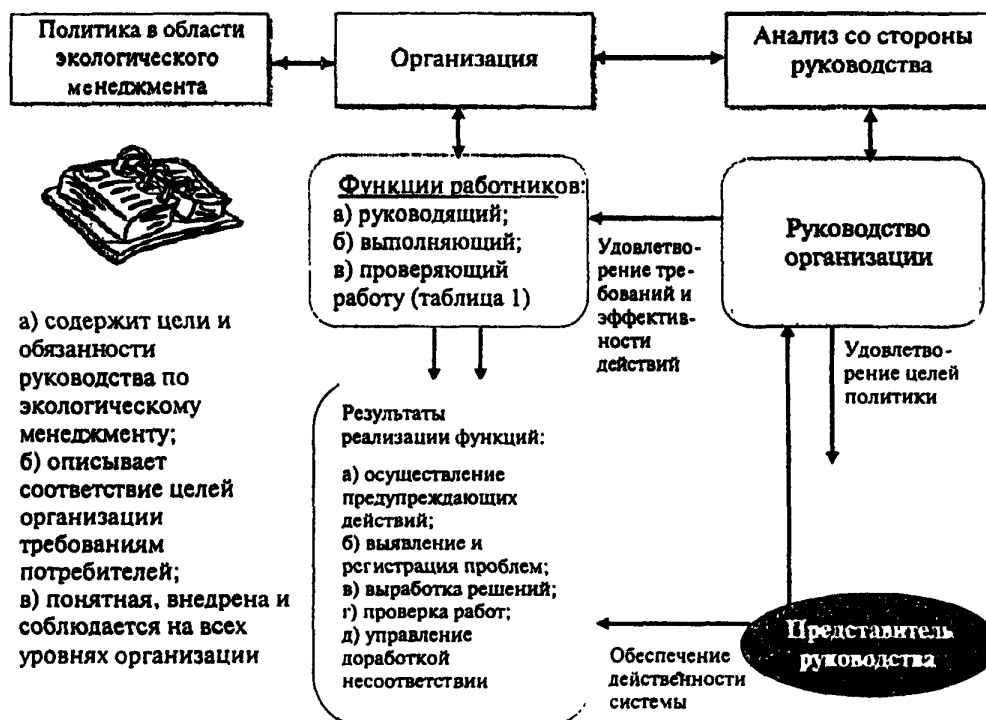 Политика в области
экологического
менеджмента
Организация
Анализ со стороны
руководства
Функции работников:
а) руководящий;
б) выполняющий;
в) проверяющий
работу (таблица 1)
Удовлетво-
рение тре-
бований и
эффектив-
ности
действий
Руководство
организации
Удовлетво-
рение целей
политики
а) содержит цели и
обязанности
руководства по
экологическому
менеджменту;
б) описывает
соответствие целей
организации
требованиям
потребителей;
в) понятная, внедрена и
соблюдается на всех
уровнях организации
Результаты
реализации функций:
а) осуществление
предупреждающих
действий;
б) выявление и
регистрация проблем;
в) выработка решений;
г) проверка работ;
д) управление
доработкой
несоответствии
Обеспечение
действенности
системы
Представитель
руководства